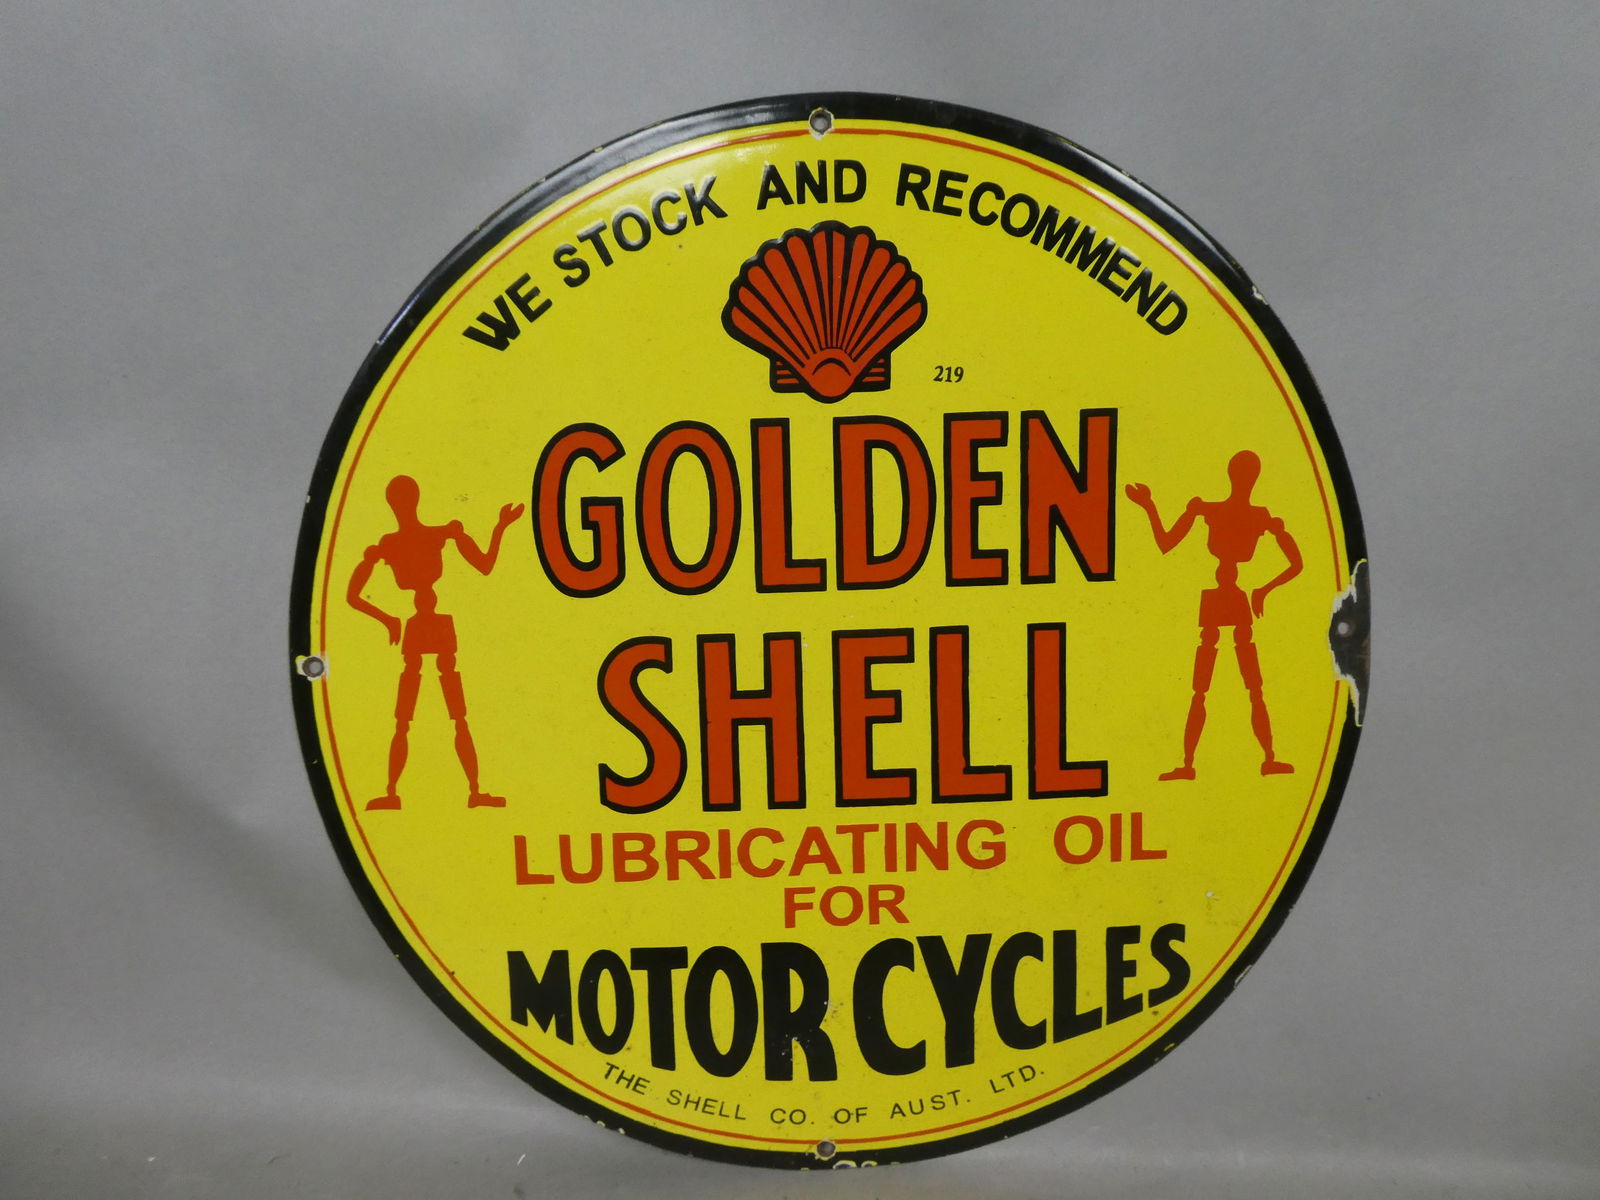 WE STOCK AND RECOMMEND
219
GOLDEN
SHELL
LUBRICATING OIL
FOR
MOTOR CYCLES
THE SHELL CO. OF AUST. LTD.